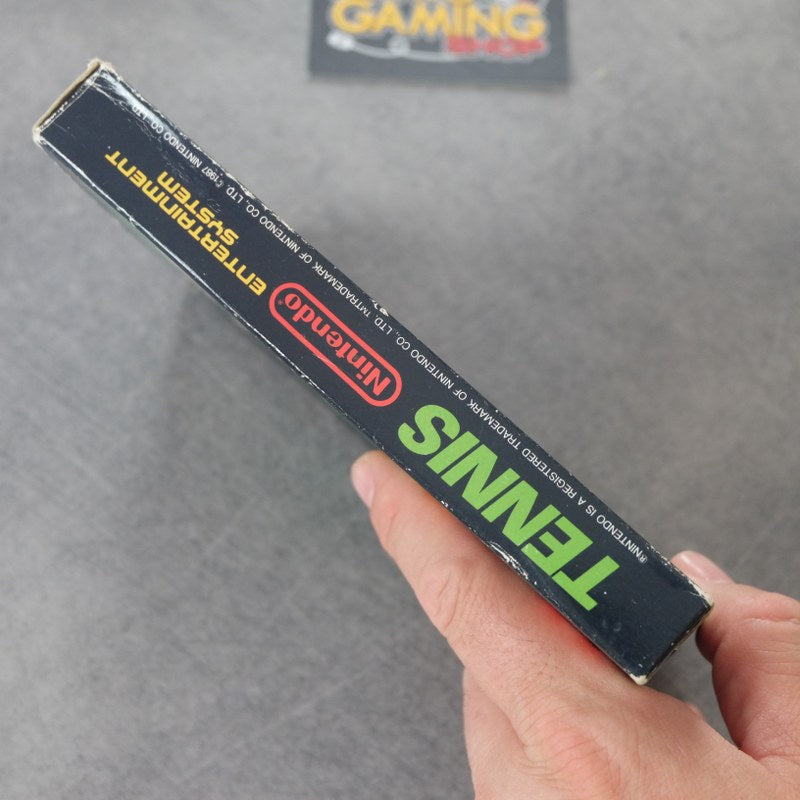 GAMING
SHOP
TENNIS
Nintendo®
ENTERTAINMENT
SYSTEM
®NINTENDO IS A REGISTERED TRADEMARK OF NINTENDO CO., LTD. TMTRADEMARK OF NINTENDO CO., LTD. ©1987 NINTENDO CO., LTD.